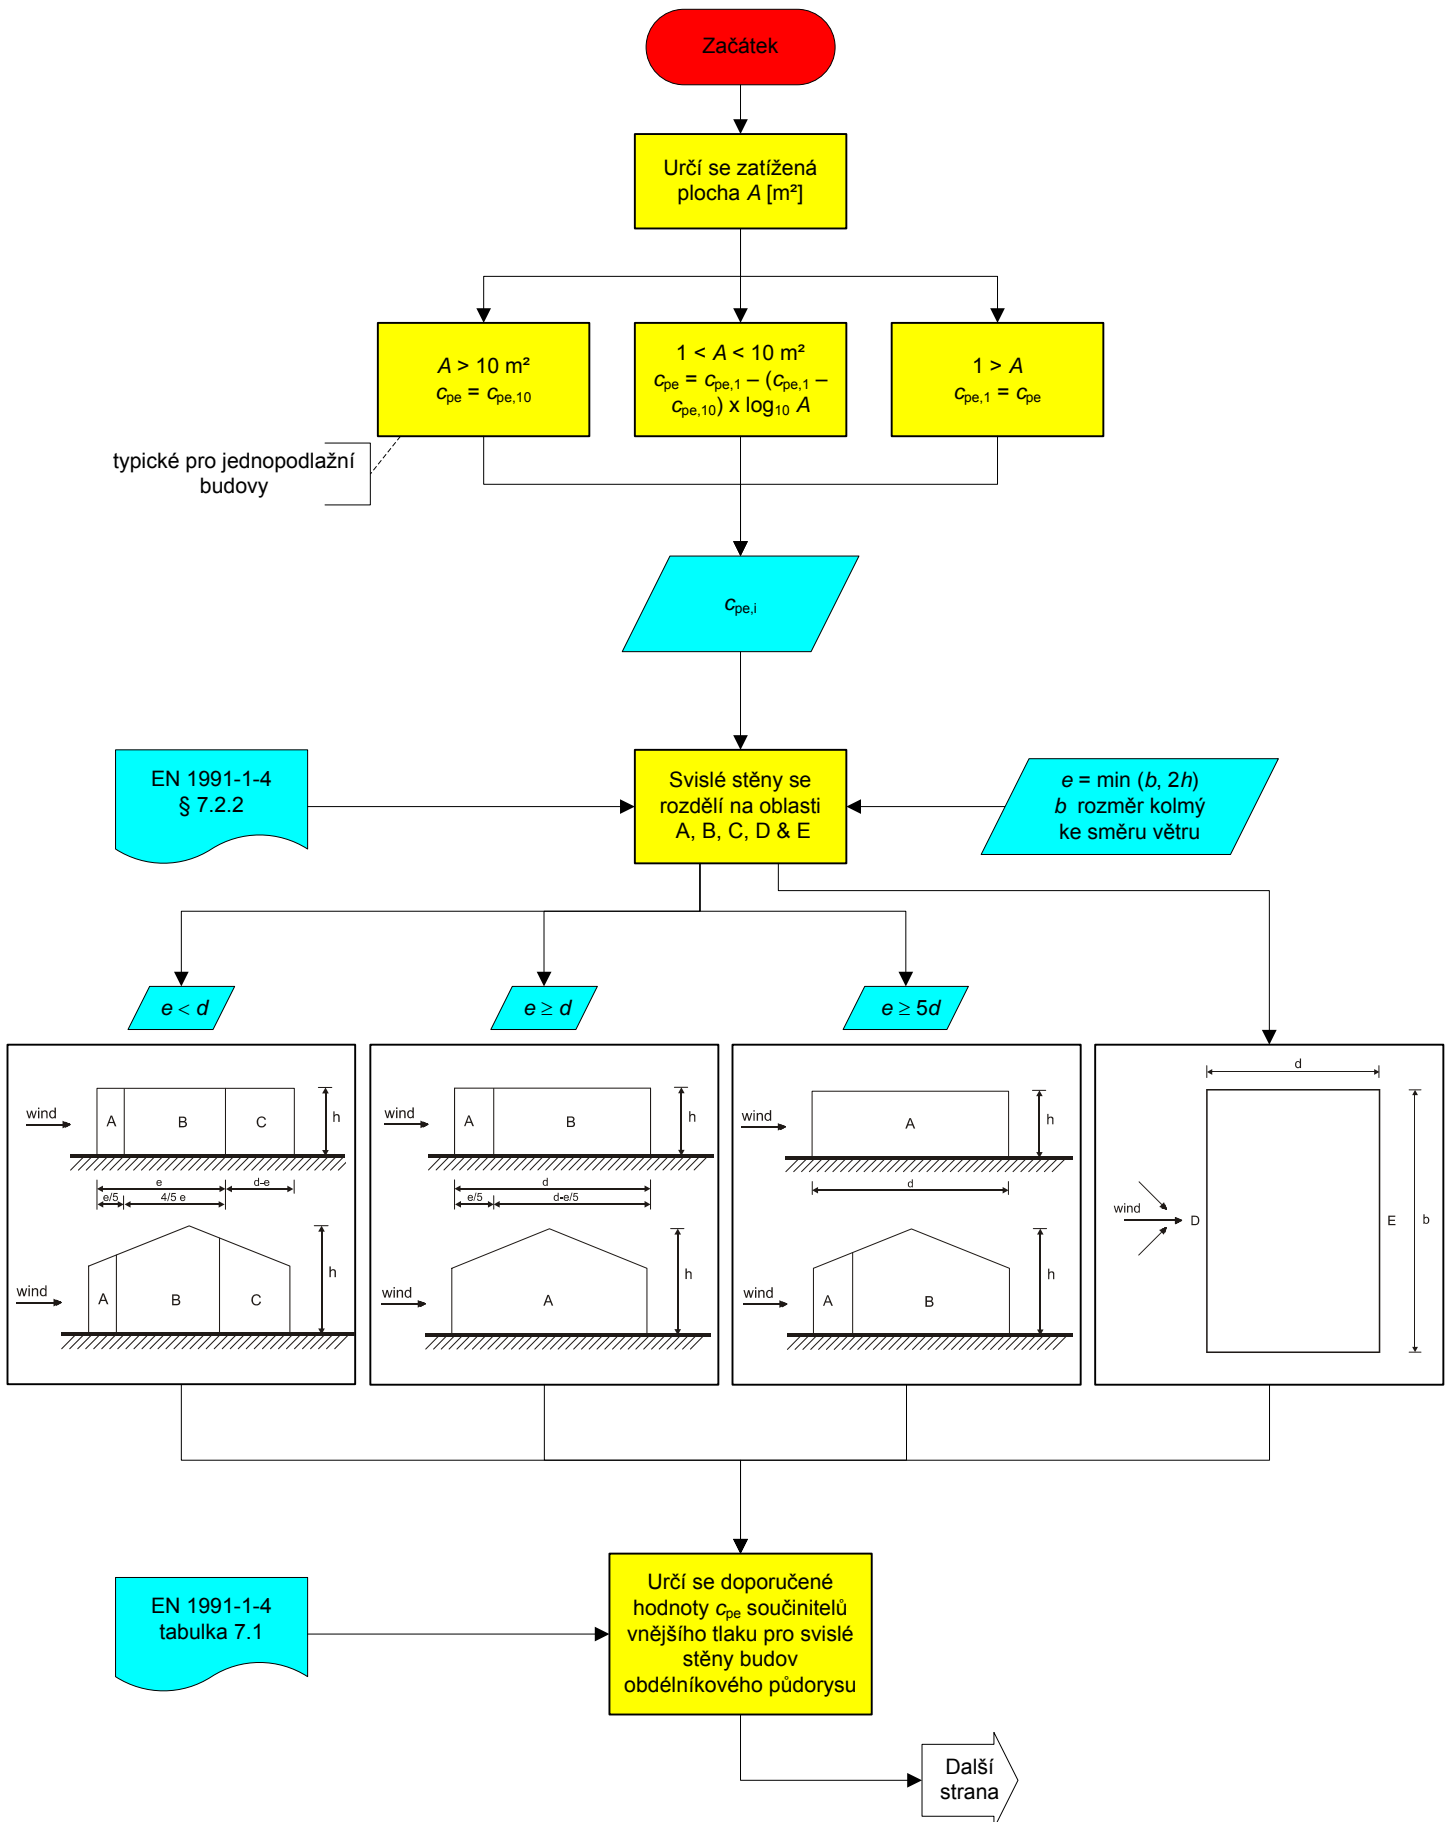 Začátek
Určí se zatížená
plocha A [m²]
A > 10 m²
cpe = cpe,10
1 < A < 10 m²
cpe = cpe,1 – (cpe,1 –
cpe,10) x log10 A
1 > A
cpe,1 = cpe
typické pro jednopodlažní
budovy
cpe,i
EN 1991-1-4
§ 7.2.2
Svislé stěny se
rozdělí na oblasti
A, B, C, D & E
e = min (b, 2h)
b rozměr kolmý
ke směru větru
e < d
e ≥ d
e ≥ 5d
wind
A
B
C
h
e
d-e
e/5
4/5 e
wind
A
B
C
h
wind
A
B
h
d
e/5
d-e/5
wind
A
h
wind
A
h
d
wind
A
B
h
d
wind
D
E
b
EN 1991-1-4
tabulka 7.1
Určí se doporučené
hodnoty cpe součinitelů
vnějšího tlaku pro svislé
stěny budov
obdélníkového půdorysu
Další
strana